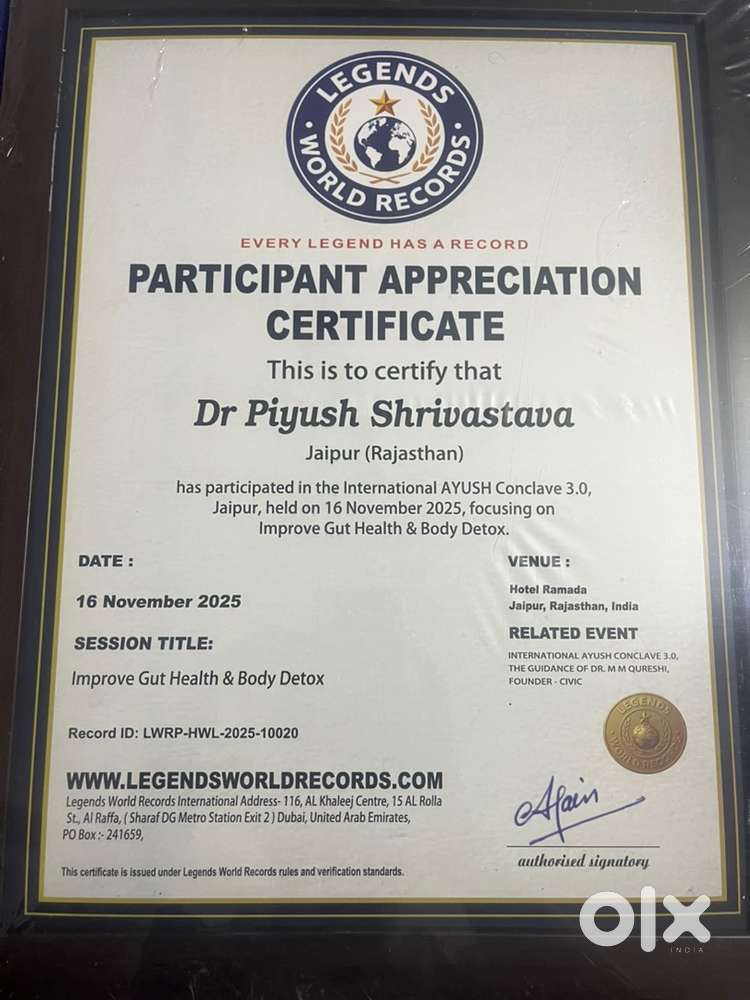 LEGENDS
WORLD RECORDS
EVERY LEGEND HAS A RECORD
PARTICIPANT APPRECIATION
CERTIFICATE
This is to certify that
Dr Piyush Shrivastava
Jaipur (Rajasthan)
has participated in the International AYUSH Conclave 3.0,
Jaipur, held on 16 November 2025, focusing on
Improve Gut Health & Body Detox.
DATE :
16 November 2025
SESSION TITLE:
Improve Gut Health & Body Detox
VENUE :
Hotel Ramada
Jaipur, Rajasthan, India
RELATED EVENT
INTERNATIONAL AYUSH CONCLAVE 3.0,
THE GUIDANCE OF DR. M M QURESHI,
FOUNDER - CIVIC
.
Record ID: LWRP-HWL-2025-10020
LEGENDS
WORLD RECORDS
WWW.LEGENDSWORLDRECORDS.COM
Legends World Records International Address- 116, AL Khaleej Centre, 15 AL Rolla
St., Al Raffa, ( Sharaf DG Metro Station Exit 2 ) Dubai, United Arab Emirates,
PO Box :- 241659,
authorised signatory
This certificate is issued under Legends World Records rules and verification standards.
olx
INDIA